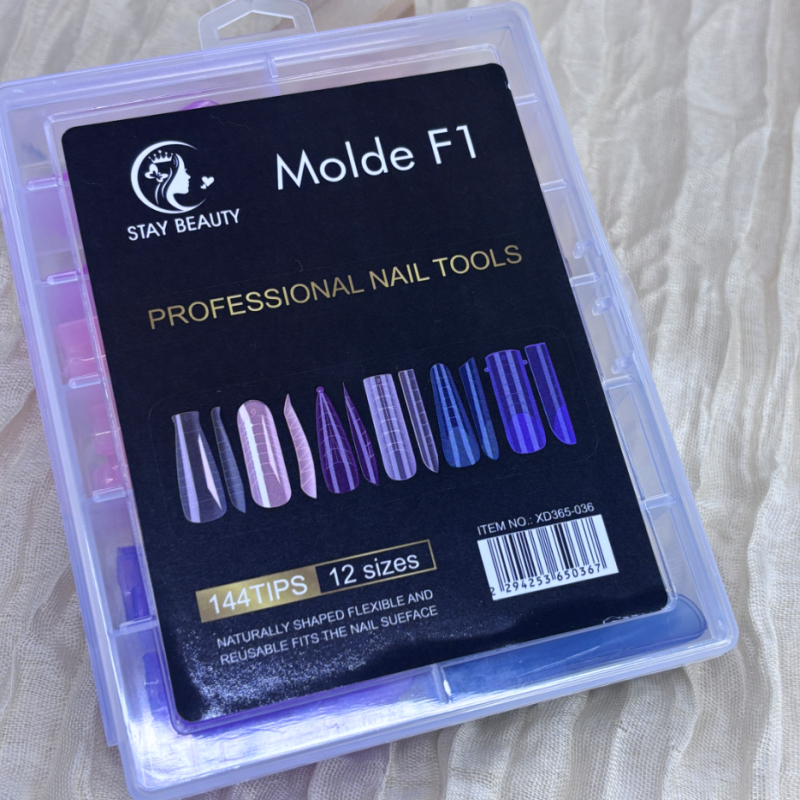 Molde F1
STAY BEAUTY
PROFESSIONAL NAIL TOOLS
ITEM NO.: XD365-036
2 294253 650367
144TIPS 12 sizes
NATURALLY SHAPED FLEXIBLE AND
REUSABLE FITS THE NAIL SUEFACE